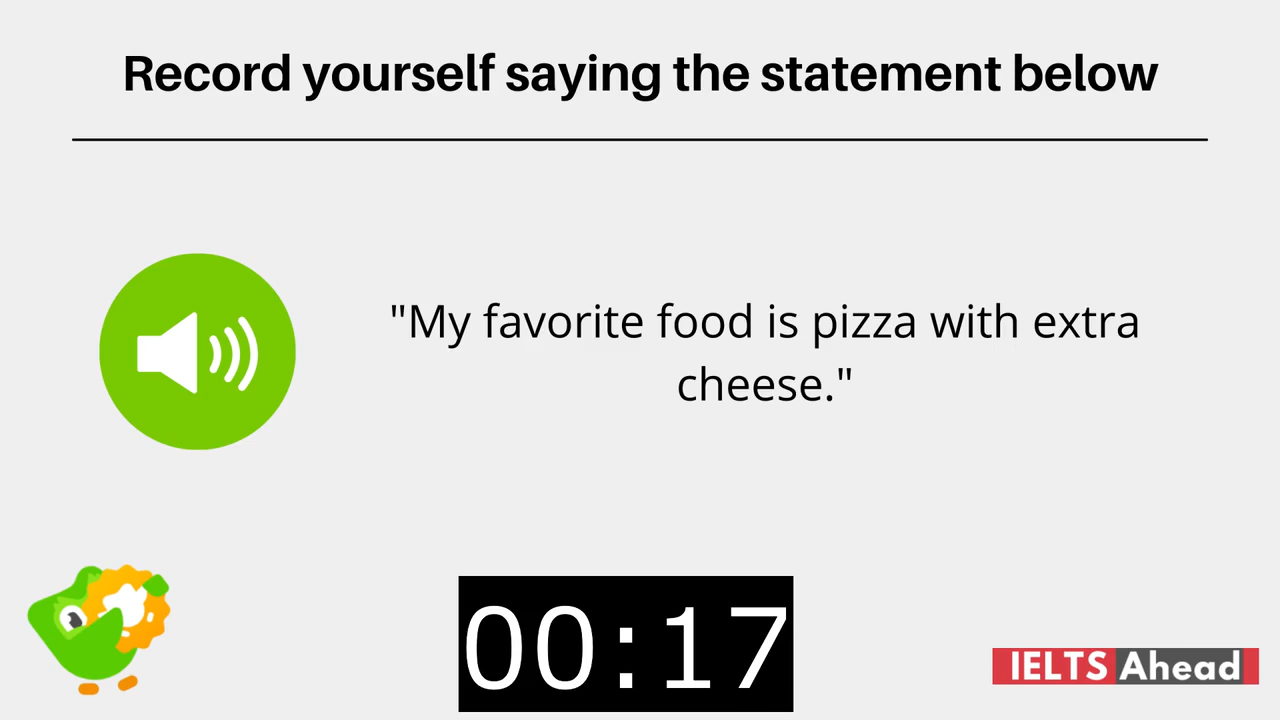 Record yourself saying the statement below
"My favorite food is pizza with extra
cheese."
00:17
IELTS Ahead